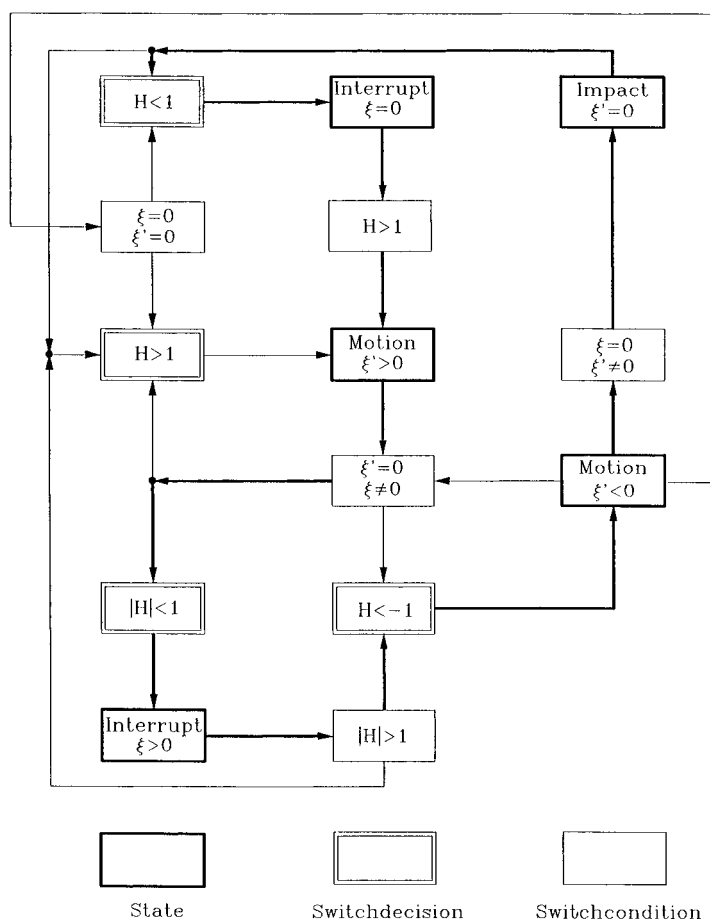 H<1
Interrupt
ξ=0
Impact
ξ'=0
ξ=0
ξ'=0
H>1
H>1
Motion
ξ'>0
ξ=0
ξ'≠0
ξ'=0
ξ≠0
Motion
ξ'<0
|H|<1
H<-1
Interrupt
ξ>0
|H|>1
State
Switchdecision
Switchcondition